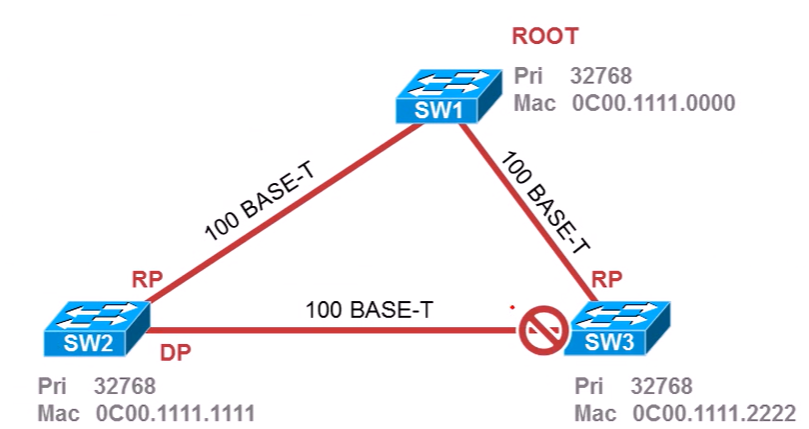 ROOT
Pri 32768
Mac 0C00.1111.0000
SW1
100 BASE-T
100 BASE-T
RP
RP
100 BASE-T
SW2
SW3
DP
Pri 32768
Mac 0C00.1111.1111
Pri 32768
Mac 0C00.1111.2222